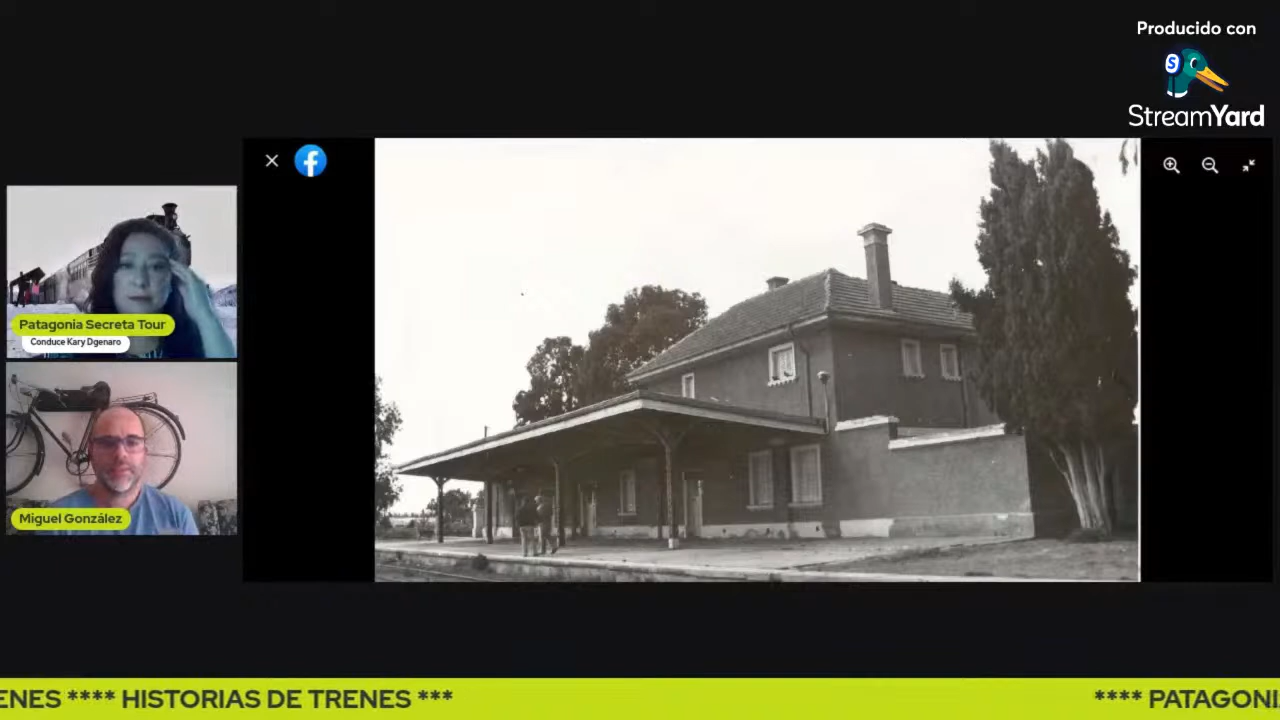 Producido con
StreamYard
Patagonia Secreta Tour
Conduce Kary Dgenaro
Miguel González
ENES **** HISTORIAS DE TRENES ***
**** PATAGONI